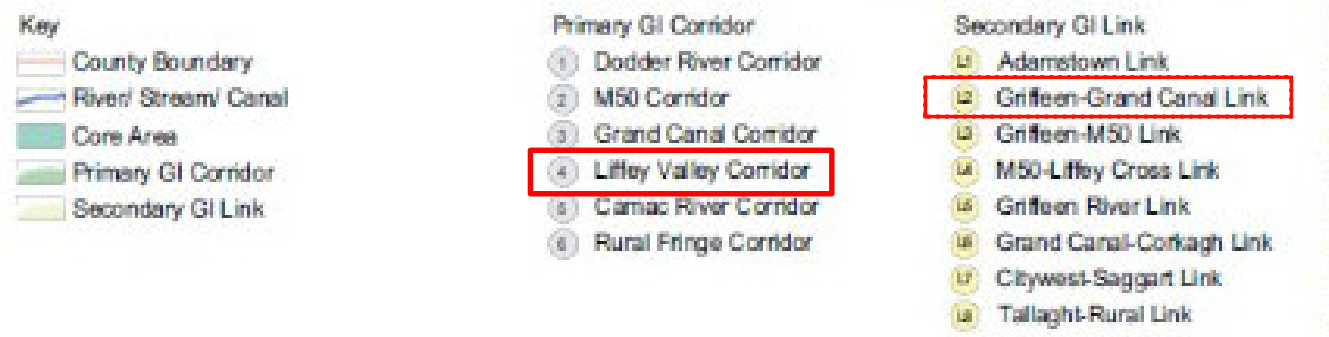 Key
County Boundary
River/ Stream/ Canal
Core Area
Primary GI Corridor
Secondary GI Link
Primary GI Corridor
1 Dodder River Corridor
2 M50 Corridor
3 Grand Canal Corridor
4 Liffey Valley Corridor
5 Camac River Corridor
6 Rural Fringe Corridor
Secondary GI Link
L1 Adamstown Link
L2 Griffeen-Grand Canal Link
L3 Griffeen-M50 Link
L4 M50-Liffey Cross Link
L5 Griffeen River Link
L6 Grand Canal-Corkagh Link
L7 Citywest-Saggart Link
L8 Tallaght-Rural Link